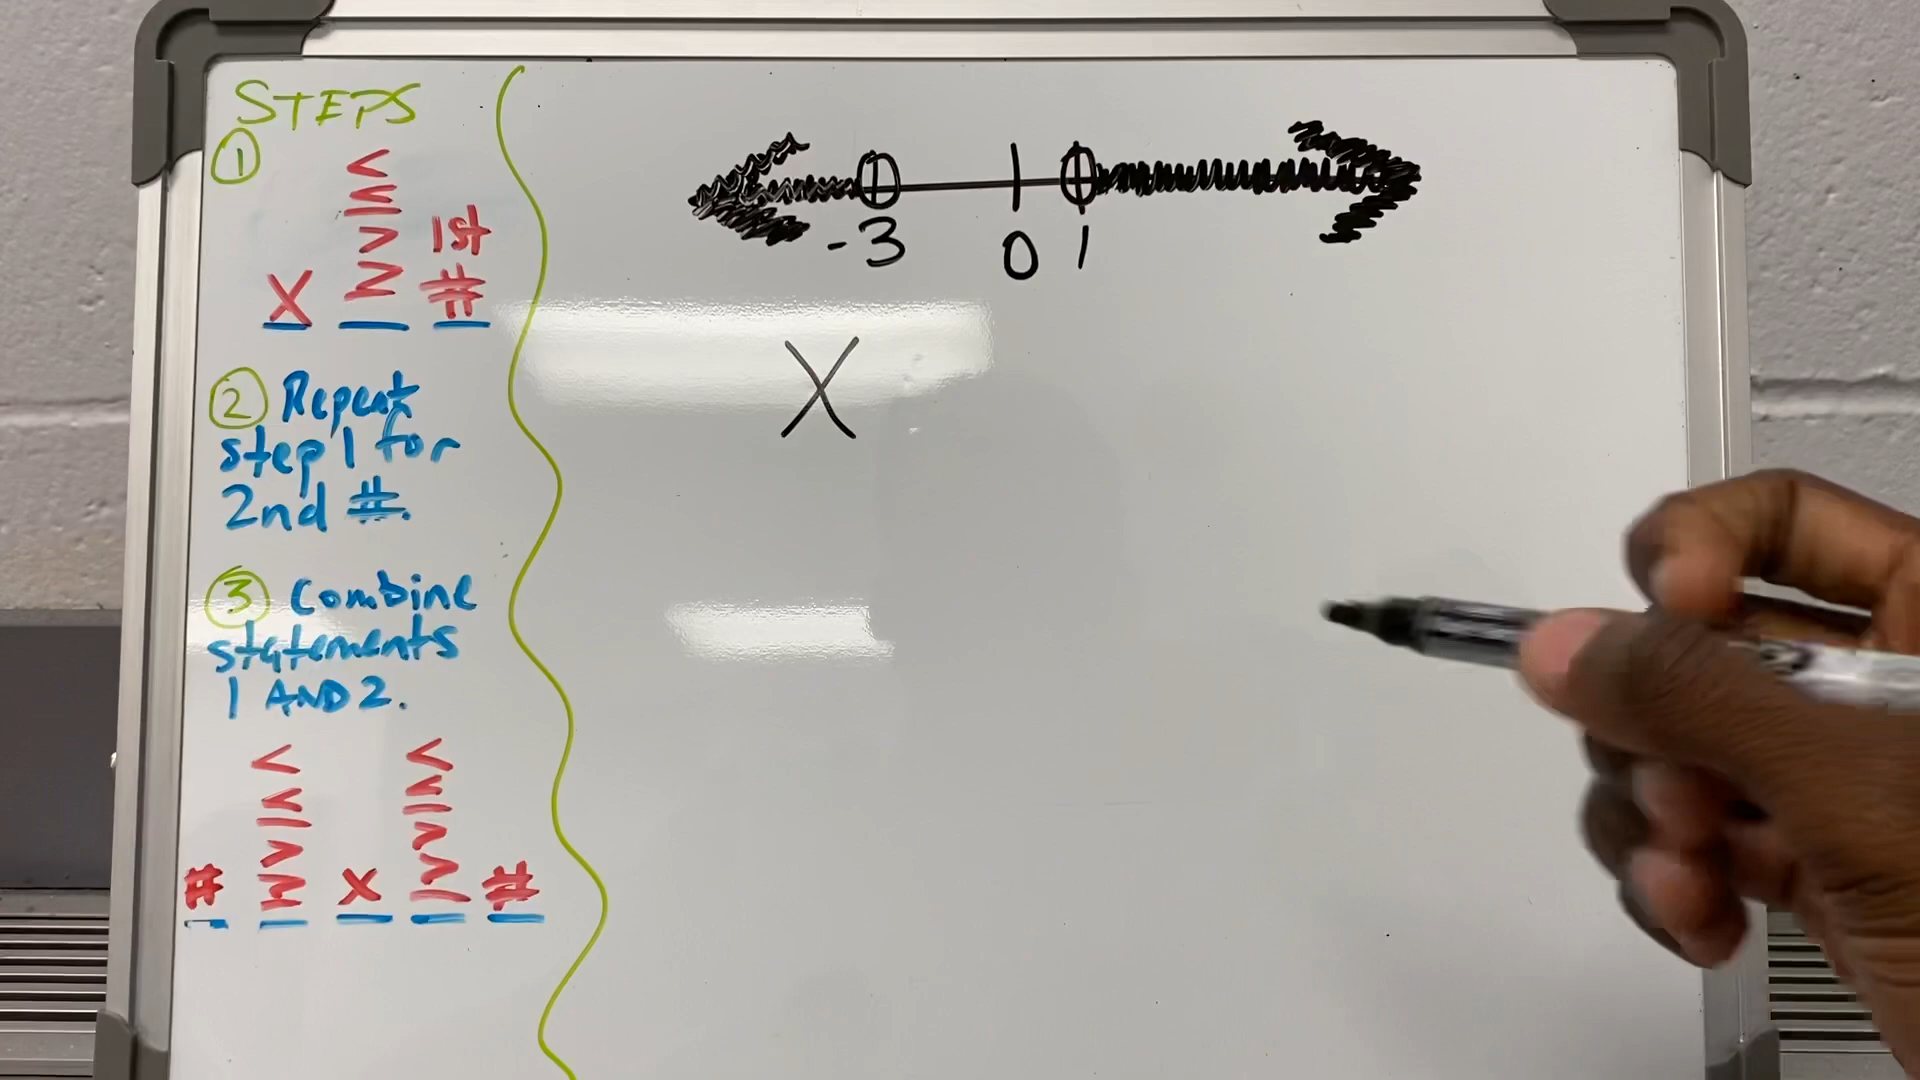 STEPS
①
<
≤
>
≥
1st
X
#
② Repeat
step 1 for
2nd #.
③ Combine
statements
1 AND 2.
< <
≤ ≤
> >
# ≥ X ≥ #
-3 0 1
X